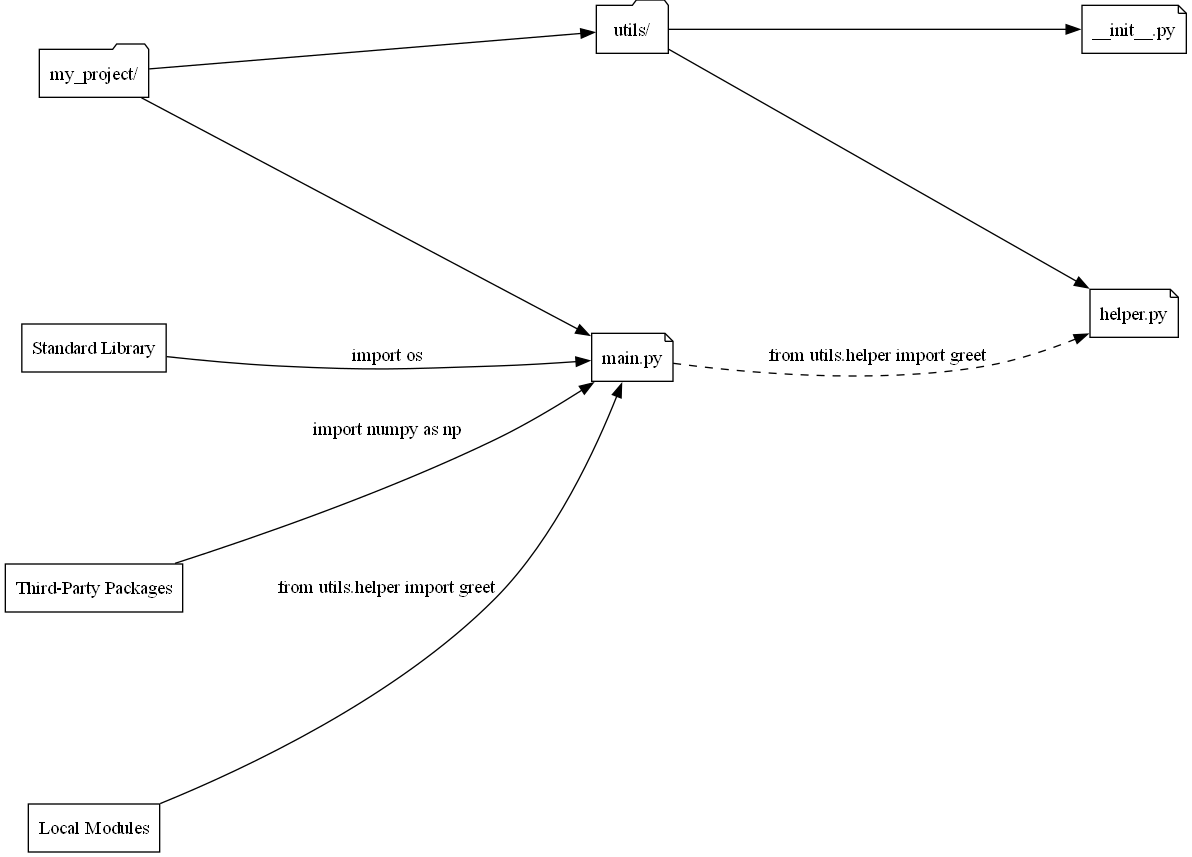 utils/
__init__.py
my_project/
helper.py
Standard Library
import os
main.py
from utils.helper import greet
import numpy as np
Third-Party Packages
from utils.helper import greet
Local Modules